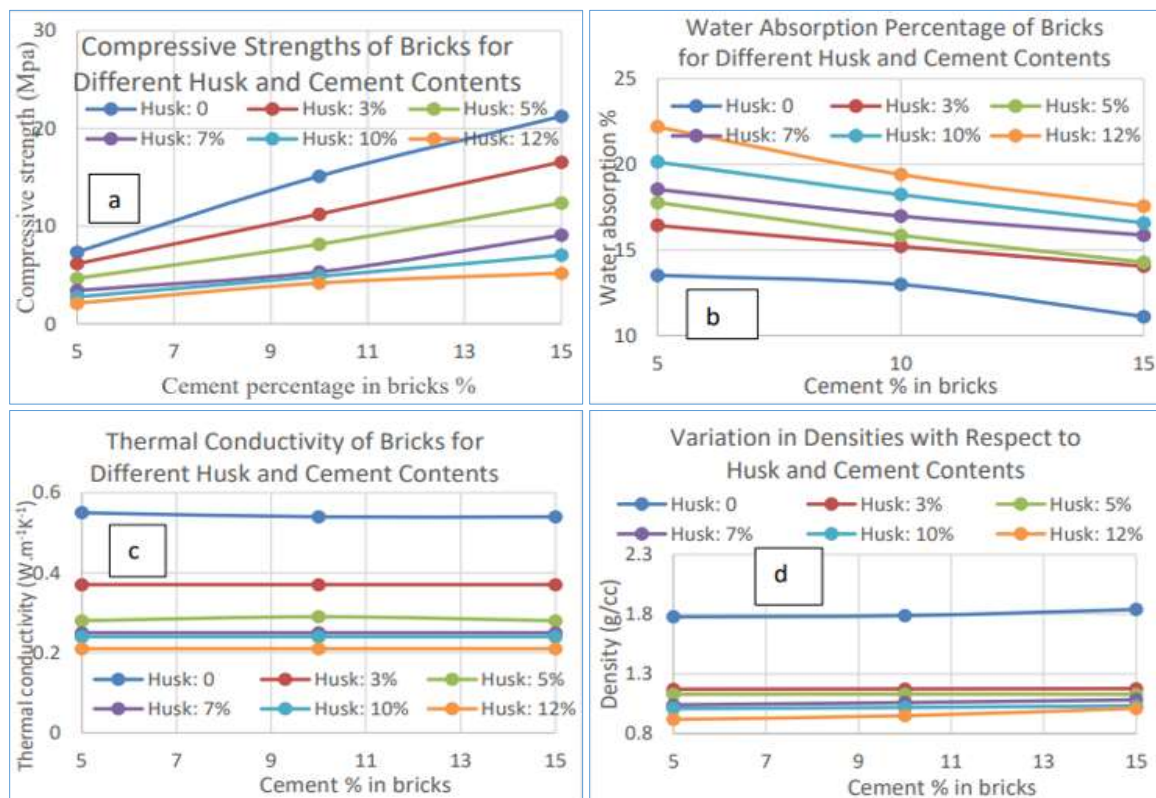 Compressive Strengths of Bricks for
Different Husk and Cement Contents
Husk: 0 Husk: 3% Husk: 5%
Husk: 7% Husk: 10% Husk: 12%
Compressive strength (Mpa)
30
20
10
0
a
5 7 9 11 13 15
Cement percentage in bricks %
Water Absorption Percentage of Bricks
for Different Husk and Cement Contents
Husk: 0 Husk: 3% Husk: 5%
Husk: 7% Husk: 10% Husk: 12%
Water absorption %
25
20
15
10
b
5 10 15
Cement % in bricks
Thermal Conductivity of Bricks for
Different Husk and Cement Contents
Thermal conductivity (W.m-1K-1)
0.6
0.4
0.2
0
c
Husk: 0 Husk: 3% Husk: 5%
Husk: 7% Husk: 10% Husk: 12%
5 7 9 11 13 15
Cement % in bricks
Variation in Densities with Respect to
Husk and Cement Contents
Husk: 0 Husk: 3% Husk: 5%
Husk: 7% Husk: 10% Husk: 12%
Density (g/cc)
2.3
1.8
1.3
0.8
d
5 7 9 11 13 15
Cement % in bricks